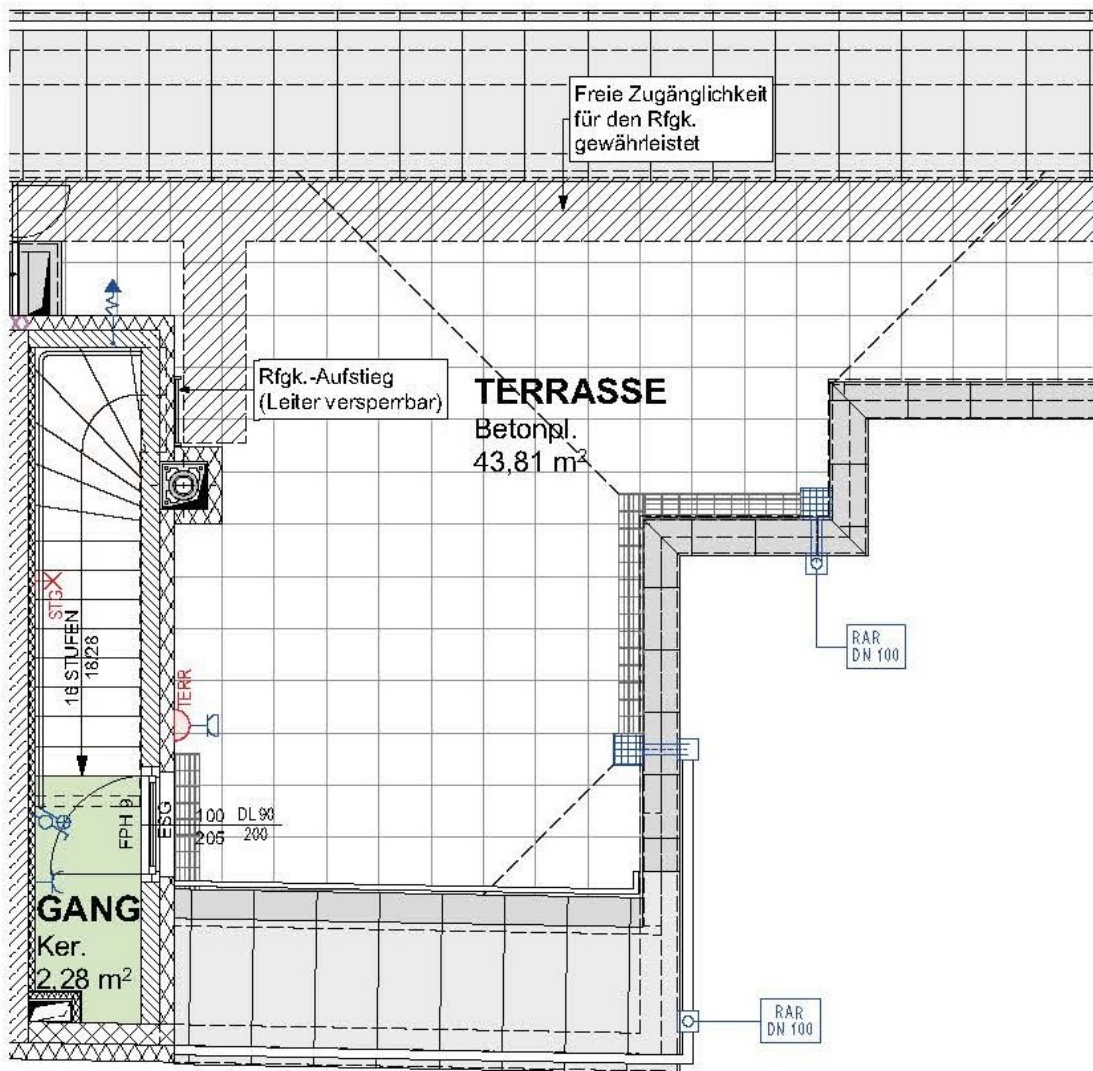 Freie Zugänglichkeit
für den Rfgk.
gewährleistet
Rfgk.-Aufstieg
(Leiter versperrbar)
TERRASSE
Betonpl.
43,81 m²
STG
16 STUFEN
18/28
TERR
RAR
DN 100
FPH 9
ESG
100
205
DL 90
200
GANG
Ker.
2,28 m²
RAR
DN 100